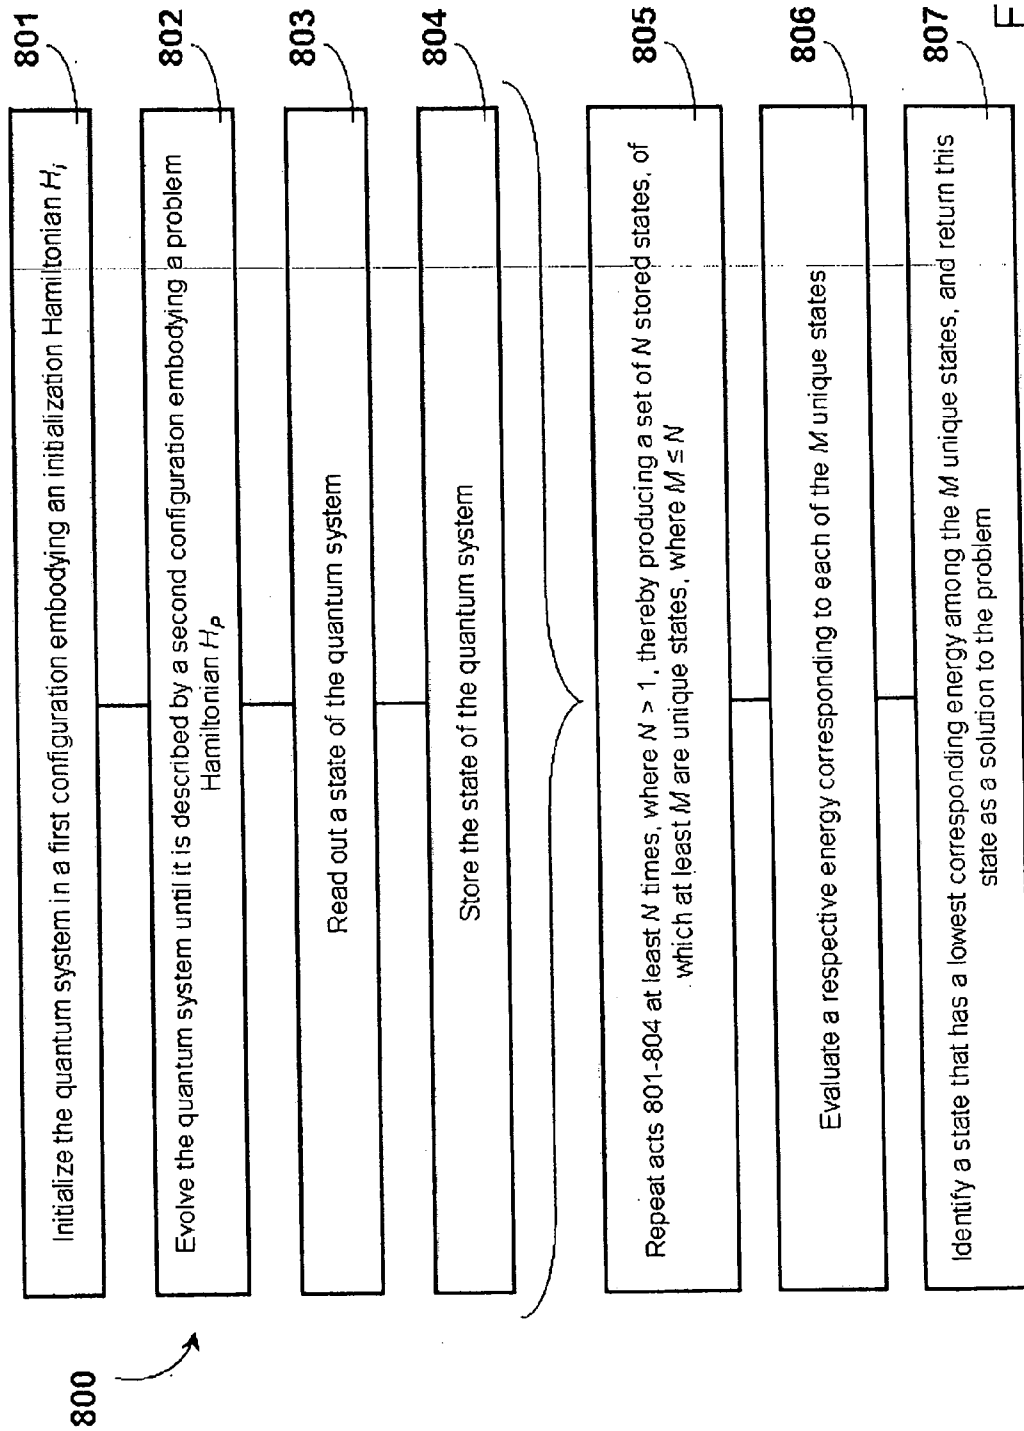 800
801
Initialize the quantum system in a first configuration embodying an initialization Hamiltonian Hi
802
Evolve the quantum system until it is described by a second configuration embodying a problem
Hamiltonian HP
803
Read out a state of the quantum system
804
Store the state of the quantum system
805
Repeat acts 801-804 at least N times, where N > 1, thereby producing a set of N stored states, of
which at least M are unique states, where M ≤ N
806
Evaluate a respective energy corresponding to each of the M unique states
807
Identify a state that has a lowest corresponding energy among the M unique states, and return this
state as a solution to the problem